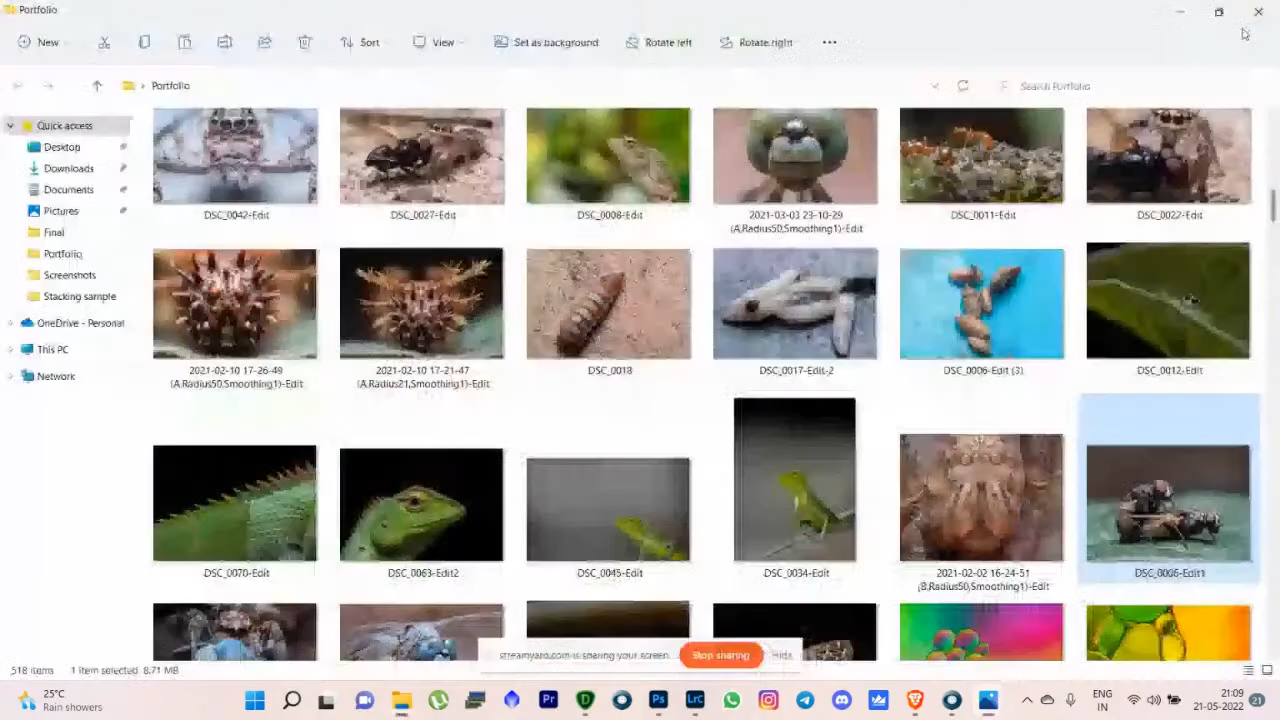 Portfolio
New
Sort
View
Set as background
Rotate left
Rotate right
Portfolio
Search Portfolio
Quick access
Desktop
Downloads
Documents
Pictures
Final
Portfolio
Screenshots
Stacking sample
OneDrive - Personal
This PC
Network
DSC_0042-Edit
DSC_0027-Edit
DSC_0008-Edit
2021-03-03 23-10-29
(A,Radius50,Smoothing1)-Edit
DSC_0011-Edit
DSC_0022-Edit
2021-02-10 17-26-49
(A,Radius50,Smoothing1)-Edit
2021-02-10 17-21-47
(A,Radius21,Smoothing1)-Edit
DSC_0018
DSC_0017-Edit-2
DSC_0006-Edit (3)
DSC_0012-Edit
DSC_0070-Edit
DSC_0063-Edit2
DSC_0045-Edit
DSC_0034-Edit
2021-02-02 16-24-51
(B,Radius50,Smoothing1)-Edit
DSC_0006-Edit1
streamyard.com is sharing your screen.
Stop sharing
Hide
518 items
1 item selected 8.71 MB
25°C
Rain showers
Pr
Ps
LrC
ENG
IN
21:09
21-05-2022
21